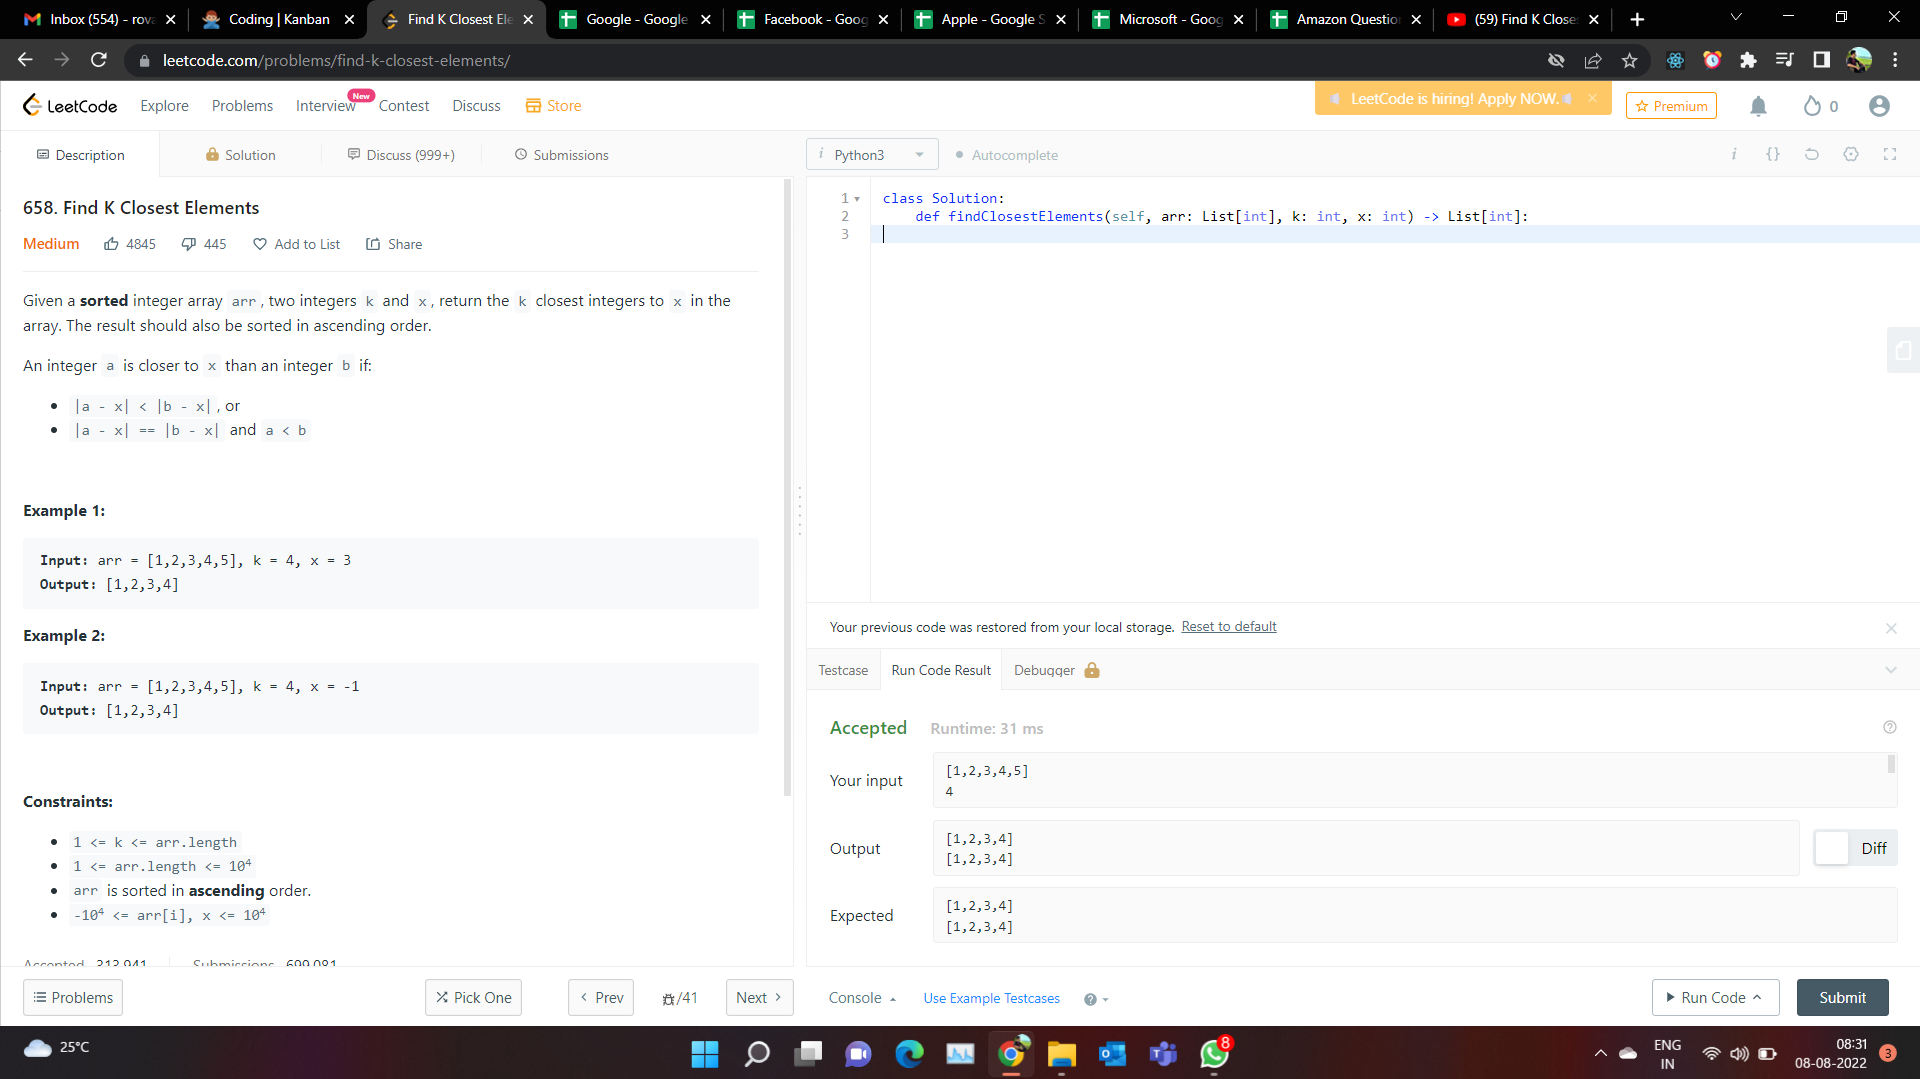 Inbox (554) - rova
Coding | Kanban
Find K Closest Ele
Google - Google
Facebook - Goog
Apple - Google S
Microsoft - Goog
Amazon Question
(59) Find K Close
leetcode.com/problems/find-k-closest-elements/
LeetCode
Explore
Problems
Interview
New
Contest
Discuss
Store
LeetCode is hiring! Apply NOW.
Premium
0
Description
Solution
Discuss (999+)
Submissions
i Python3
Autocomplete
658. Find K Closest Elements
Medium 4845 445 Add to List Share
Given a sorted integer array arr, two integers k and x, return the k closest integers to x in the
array. The result should also be sorted in ascending order.
An integer a is closer to x than an integer b if:
• |a - x| < |b - x|, or
• |a - x| == |b - x| and a < b
Example 1:
Input: arr = [1,2,3,4,5], k = 4, x = 3
Output: [1,2,3,4]
Example 2:
Input: arr = [1,2,3,4,5], k = 4, x = -1
Output: [1,2,3,4]
Constraints:
• 1 <= k <= arr.length
• 1 <= arr.length <= 10⁴
• arr is sorted in ascending order.
• -10⁴ <= arr[i], x <= 10⁴
Accepted 313,941 Submissions 699,081
Problems
Pick One
Prev
/41
Next
1 class Solution:
2 def findClosestElements(self, arr: List[int], k: int, x: int) -> List[int]:
3
Your previous code was restored from your local storage. Reset to default
Testcase
Run Code Result
Debugger
Accepted Runtime: 31 ms
Your input
[1,2,3,4,5]
4
Output
[1,2,3,4]
[1,2,3,4]
Diff
Expected
[1,2,3,4]
[1,2,3,4]
Console
Use Example Testcases
Run Code
Submit
25°C
8
ENG
IN
08:31
08-08-2022
3